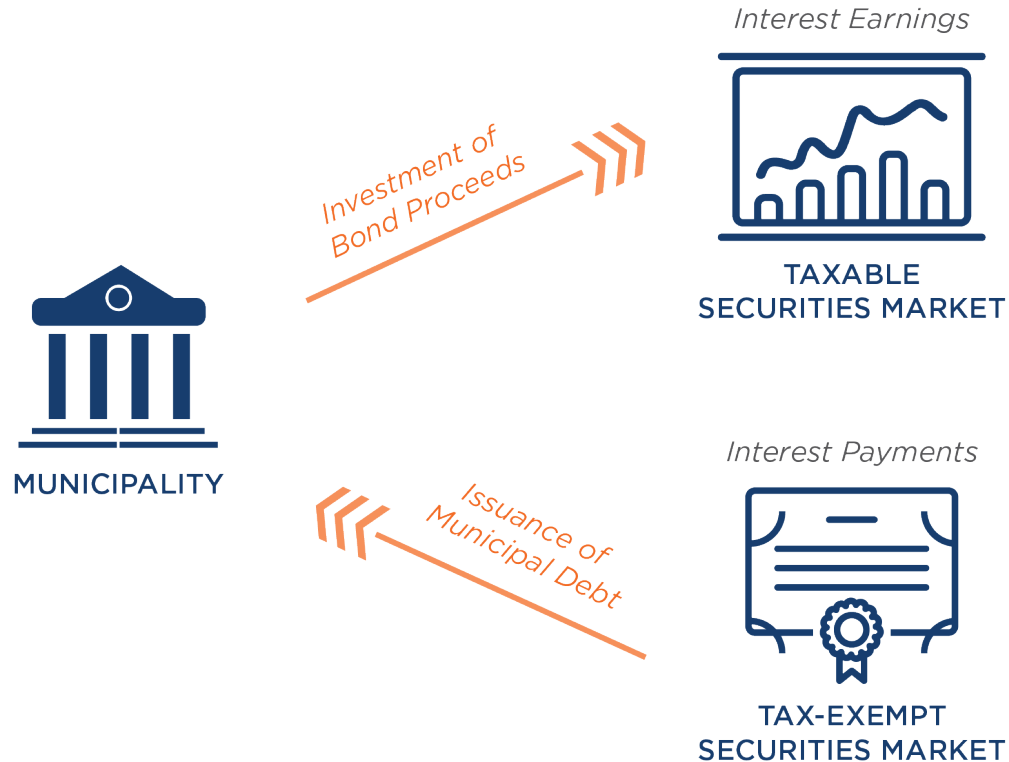 Interest Earnings
Investment of
Bond Proceeds
TAXABLE
SECURITIES MARKET
MUNICIPALITY
Interest Payments
Issuance of
Municipal Debt
TAX-EXEMPT
SECURITIES MARKET